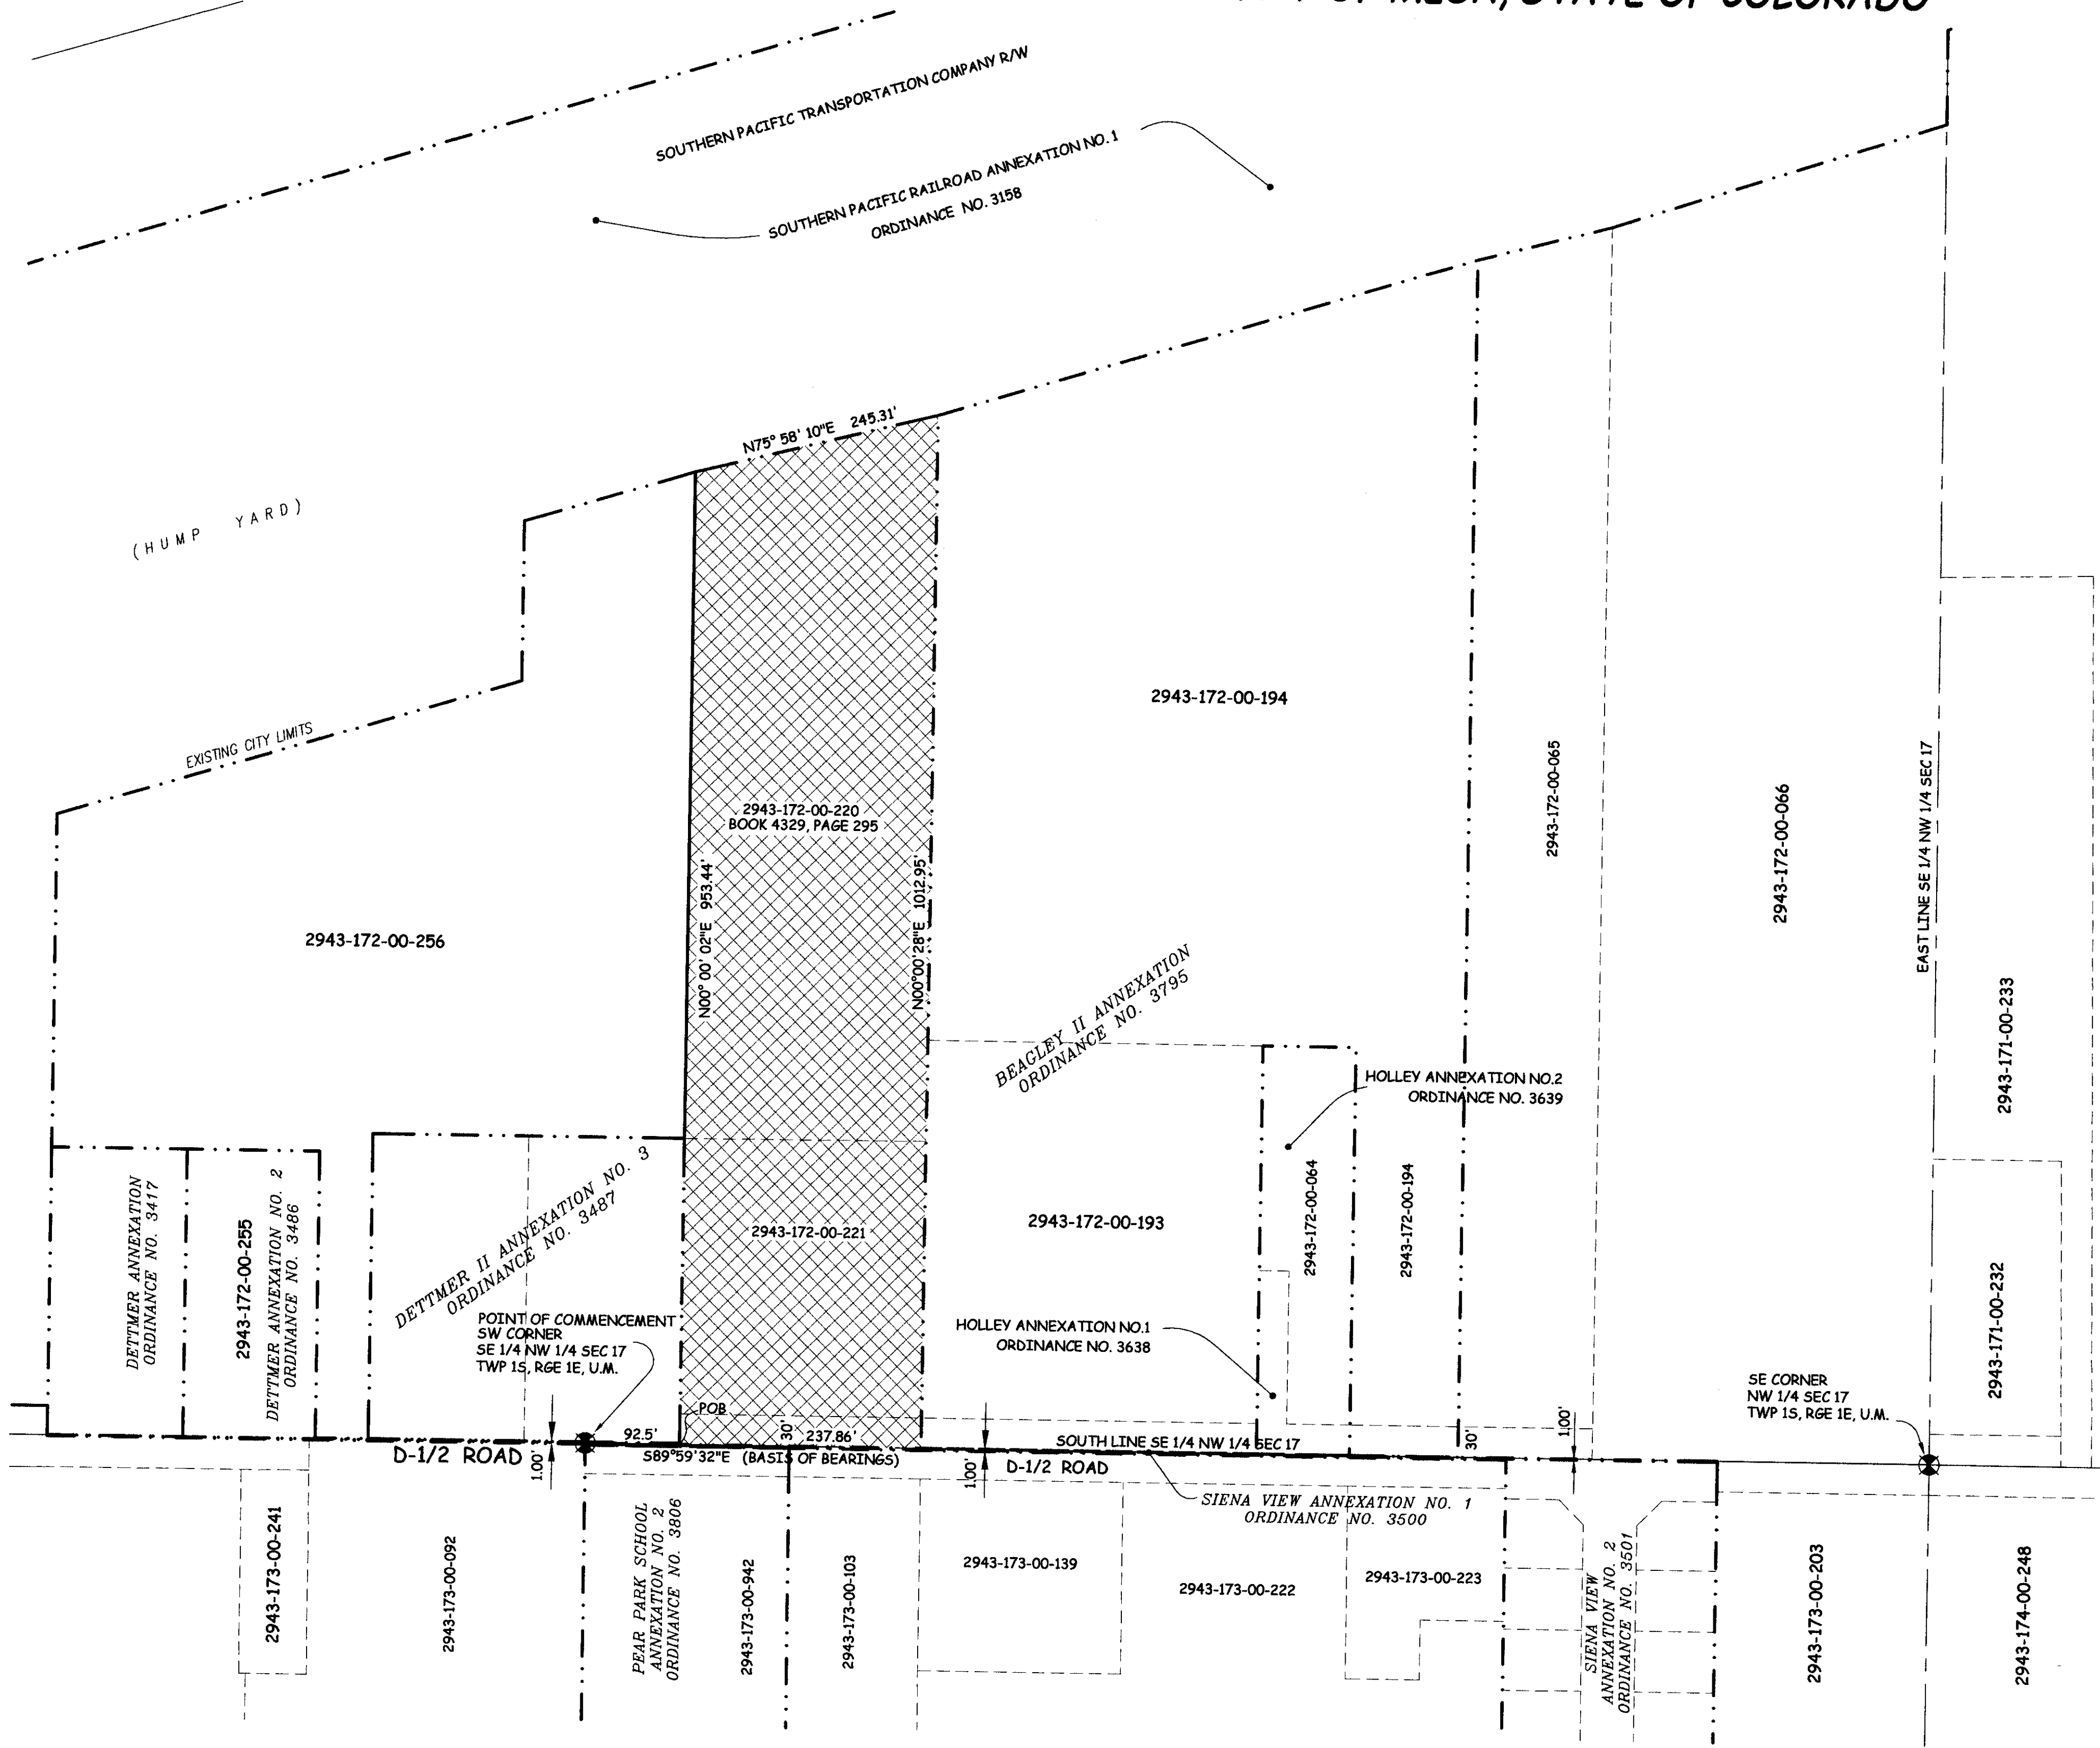 OF MESA, STATE OF COLORADO
SOUTHERN PACIFIC TRANSPORTATION COMPANY R/W
SOUTHERN PACIFIC RAILROAD ANNEXATION NO. 1
ORDINANCE NO. 3158
N75° 58' 10"E 245.31'
(HUMP YARD)
EXISTING CITY LIMITS
2943-172-00-194
2943-172-00-065
2943-172-00-066
EAST LINE SE 1/4 NW 1/4 SEC 17
2943-172-00-220
BOOK 4329, PAGE 295
N00° 00' 02"E 953.44'
N00°00'28"E 1012.95'
2943-172-00-256
BEAGLEY II ANNEXATION
ORDINANCE NO. 3795
2943-171-00-233
HOLLEY ANNEXATION NO.2
ORDINANCE NO. 3639
DETTMER ANNEXATION
ORDINANCE NO. 3417
2943-172-00-255
DETTMER ANNEXATION NO. 2
ORDINANCE NO. 3486
DETTMER II ANNEXATION NO. 3
ORDINANCE NO. 3487
2943-172-00-221
2943-172-00-193
2943-172-00-064
2943-172-00-194
2943-171-00-232
POINT OF COMMENCEMENT
SW CORNER
SE 1/4 NW 1/4 SEC 17
TWP 1S, RGE 1E, U.M.
HOLLEY ANNEXATION NO.1
ORDINANCE NO. 3638
SE CORNER
NW 1/4 SEC 17
TWP 1S, RGE 1E, U.M.
POB
92.5'
30'
237.86'
SOUTH LINE SE 1/4 NW 1/4 SEC 17
30'
1.00'
D-1/2 ROAD
1.00'
S89°59'32"E (BASIS OF BEARINGS)
1.00'
D-1/2 ROAD
SIENA VIEW ANNEXATION NO. 1
ORDINANCE NO. 3500
2943-173-00-241
2943-173-00-092
PEAR PARK SCHOOL
ANNEXATION NO. 2
ORDINANCE NO. 3806
2943-173-00-942
2943-173-00-103
2943-173-00-139
2943-173-00-222
2943-173-00-223
SIENA VIEW
ANNEXATION NO. 2
ORDINANCE NO. 3501
2943-173-00-203
2943-174-00-248